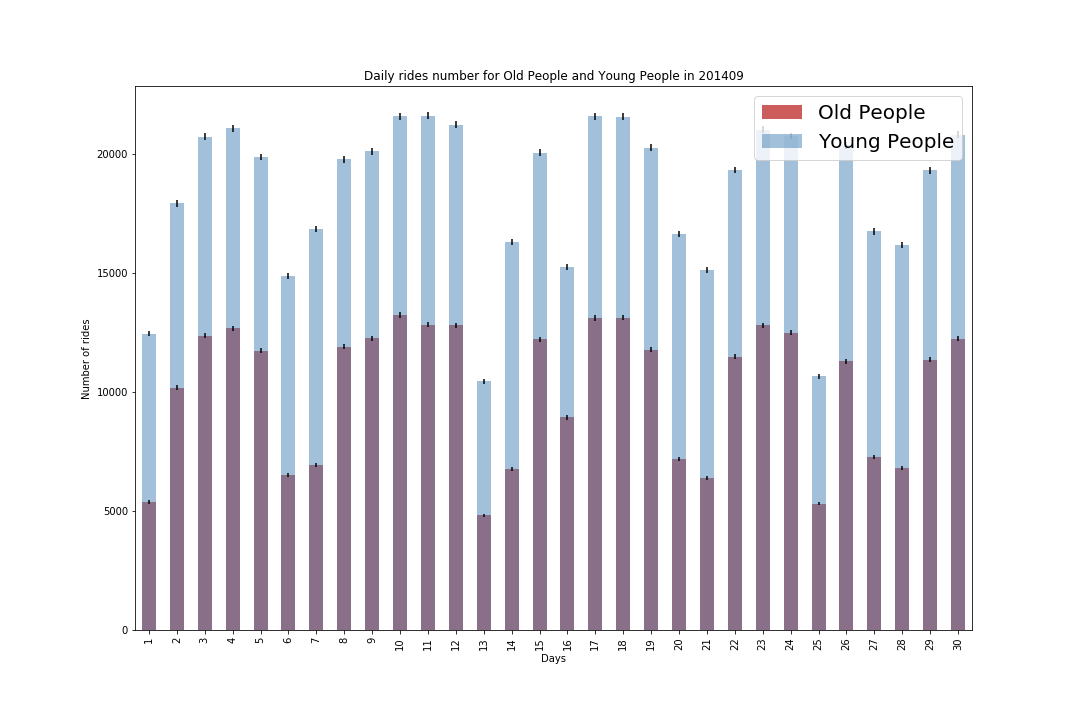 Daily rides number for Old People and Young People in 201409
Old People
Young People
Number of rides
20000
15000
10000
5000
0
1 2 3 4 5 6 7 8 9 10 11 12 13 14 15 16 17 18 19 20 21 22 23 24 25 26 27 28 29 30
Days